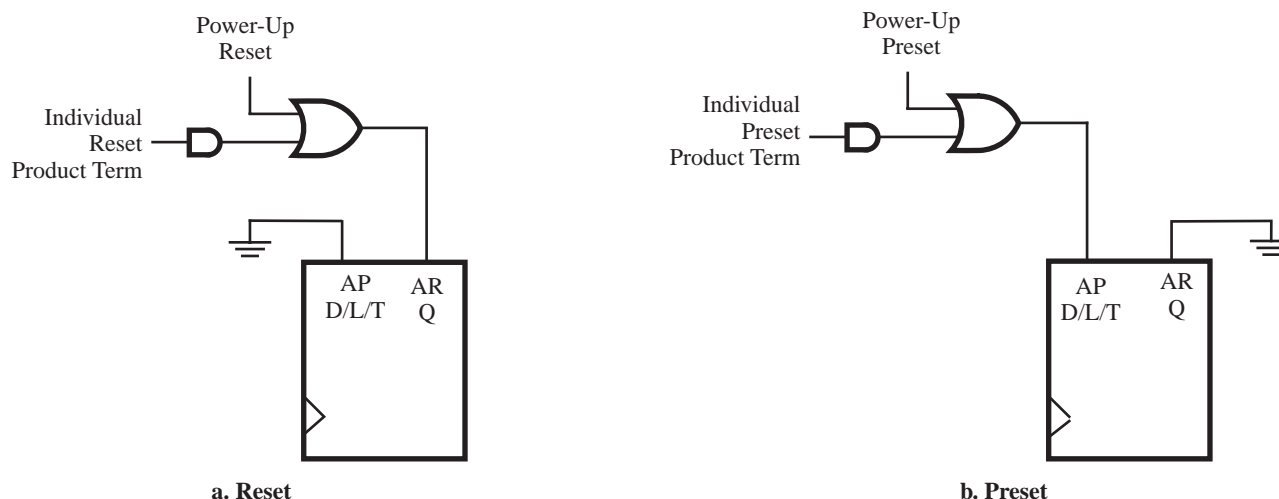 Power-Up
Reset
Individual
Reset
Product Term
AP
AR
D/L/T
Q
a. Reset
Power-Up
Preset
Individual
Preset
Product Term
AP
AR
D/L/T
Q
b. Preset